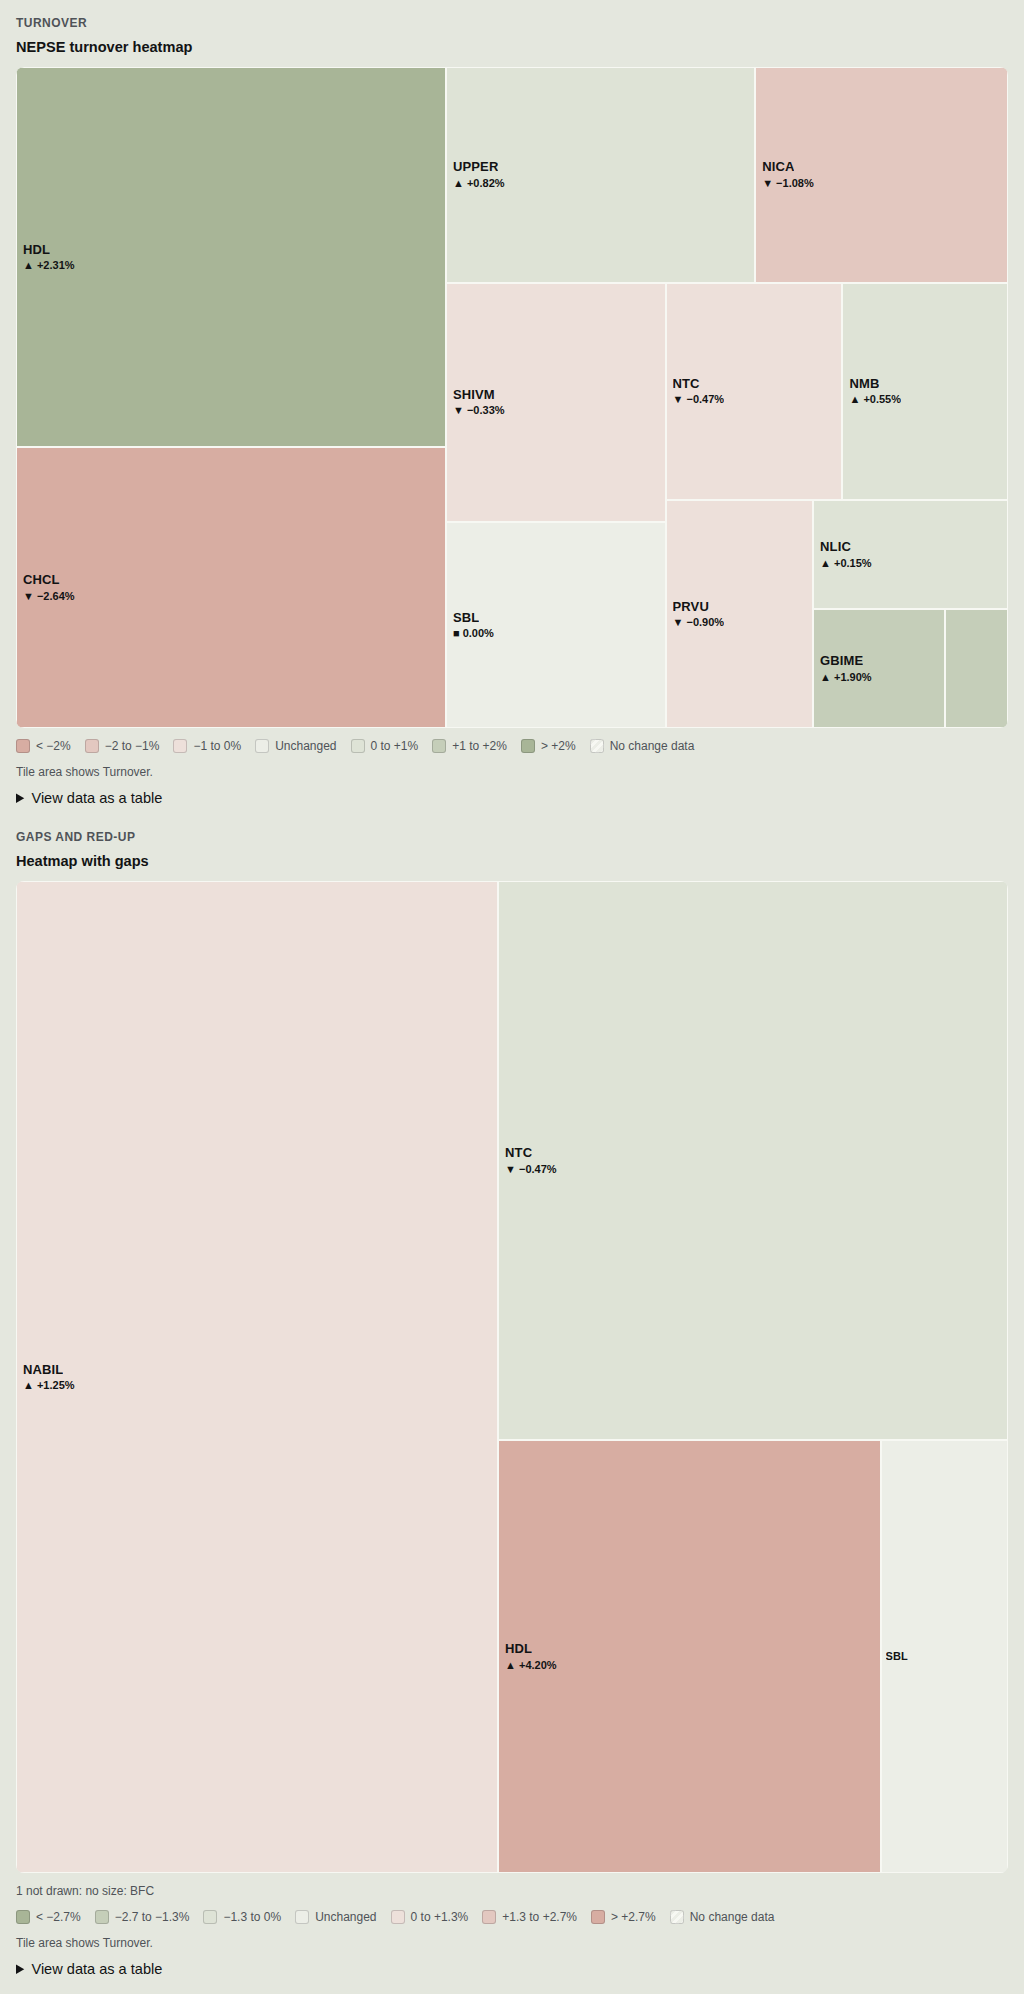 TURNOVER
NEPSE turnover heatmap
HDL
▲ +2.31%
UPPER
▲ +0.82%
NICA
▼ −1.08%
SHIVM
▼ −0.33%
NTC
▼ −0.47%
NMB
▲ +0.55%
CHCL
▼ −2.64%
SBL
■ 0.00%
PRVU
▼ −0.90%
NLIC
▲ +0.15%
GBIME
▲ +1.90%
< −2% −2 to −1% −1 to 0% Unchanged 0 to +1% +1 to +2% > +2% No change data
Tile area shows Turnover.
▶ View data as a table
GAPS AND RED-UP
Heatmap with gaps
NABIL
▲ +1.25%
NTC
▼ −0.47%
HDL
▲ +4.20%
SBL
1 not drawn: no size: BFC
< −2.7% −2.7 to −1.3% −1.3 to 0% Unchanged 0 to +1.3% +1.3 to +2.7% > +2.7% No change data
Tile area shows Turnover.
▶ View data as a table